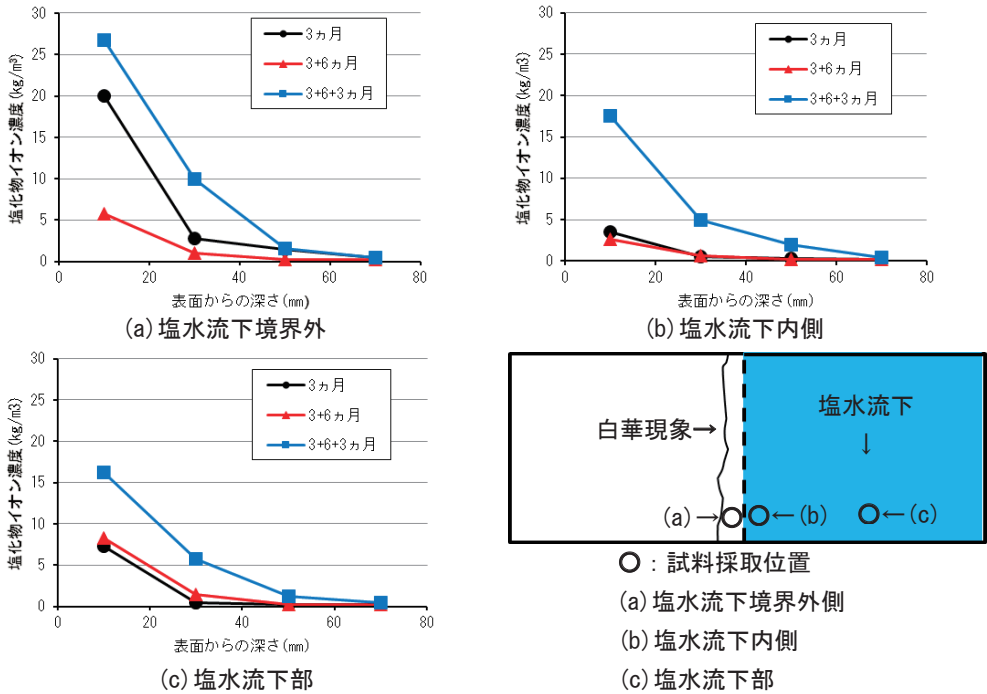 塩化物イオン濃度(kg/m³)
30
25
20
15
10
5
0
3ヵ月
3+6ヵ月
3+6+3ヵ月
0 20 40 60 80
表面からの深さ(mm)
(a)塩水流下境界外
塩化物イオン濃度(kg/m3)
30
25
20
15
10
5
0
3ヵ月
3+6ヵ月
3+6+3ヵ月
0 20 40 60 80
表面からの深さ(mm)
(b)塩水流下内側
塩化物イオン濃度(kg/m3)
30
25
20
15
10
5
0
3ヵ月
3+6ヵ月
3+6+3ヵ月
0 20 40 60 80
表面からの深さ(mm)
(c)塩水流下部
白華現象→
塩水流下
↓
(a)→
←(b)
←(c)
○:試料採取位置
(a)塩水流下境界外側
(b)塩水流下内側
(c)塩水流下部